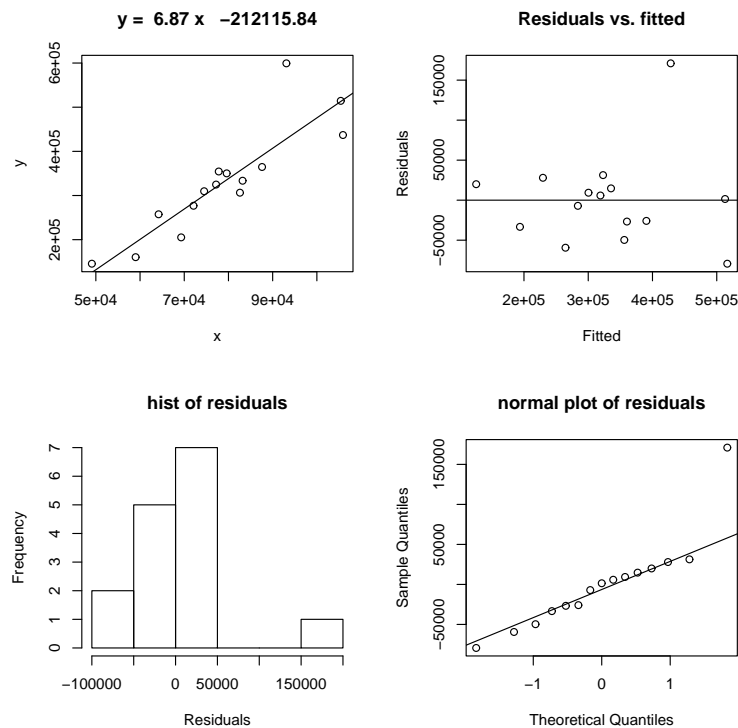 y = 6.87 x −212115.84
y
2e+05
4e+05
6e+05
5e+04
7e+04
9e+04
x
Residuals vs. fitted
Residuals
−50000
50000
150000
2e+05
3e+05
4e+05
5e+05
Fitted
hist of residuals
Frequency
0
1
2
3
4
5
6
7
−100000
0
50000
150000
Residuals
normal plot of residuals
Sample Quantiles
−50000
50000
150000
−1
0
1
Theoretical Quantiles